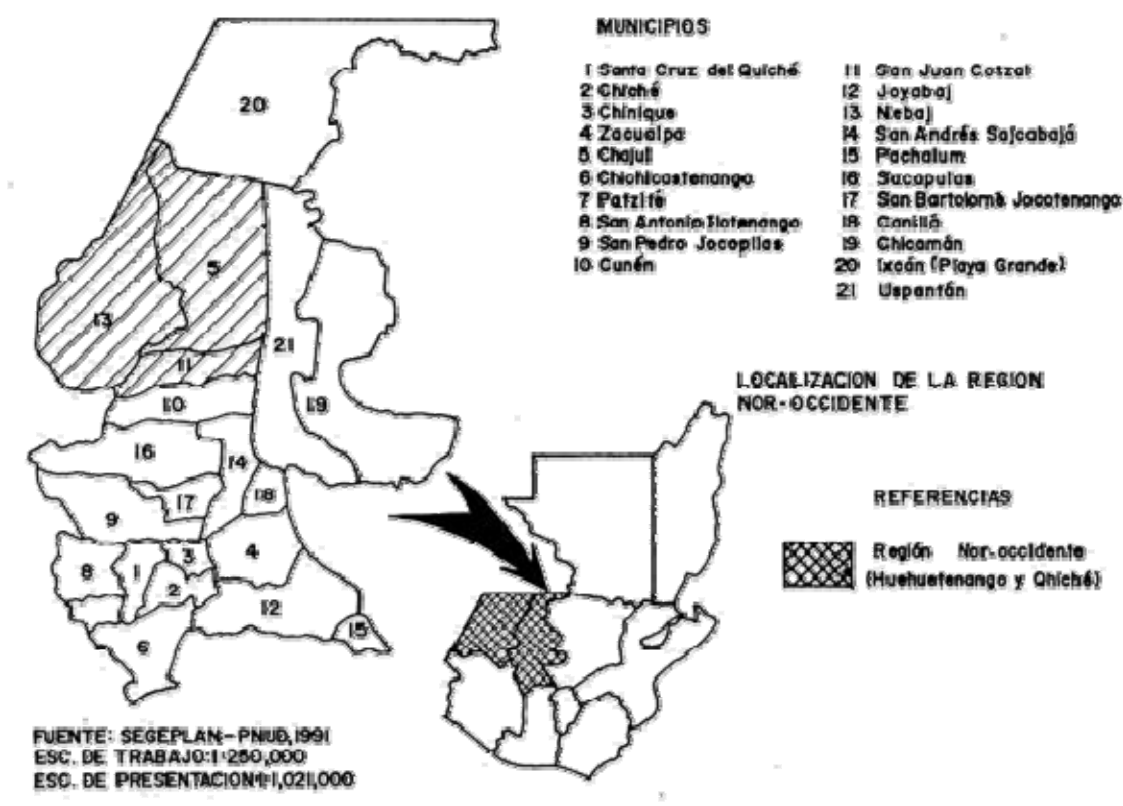 MUNICIPIOS
1 Santa Cruz del Quiché
2 Chiché
3 Chinique
4 Zacualpa
5 Chajul
6 Chichicastenango
7 Patzité
8 San Antonio Ilotenango
9 San Pedro Jocopilas
10 Cunén
11 San Juan Cotzal
12 Joyabaj
13 Nebaj
14 San Andrés Sajcabajá
15 Pachalum
16 Sacapulas
17 San Bartolomé Jocotenango
18 Canillá
19 Chicamán
20 Ixcán (Playa Grande)
21 Uspantán
20
5
13
11
21
10
19
16
14
18
17
9
4
3
8
1
2
12
15
6
LOCALIZACION DE LA REGION
NOR-OCCIDENTE
REFERENCIAS
Región Nor-occidente
(Huehuetenango y Qhiché)
FUENTE: SEGEPLAN-PNUD,1991
ESC. DE TRABAJO:1:250,000
ESC. DE PRESENTACION:1:1,021,000